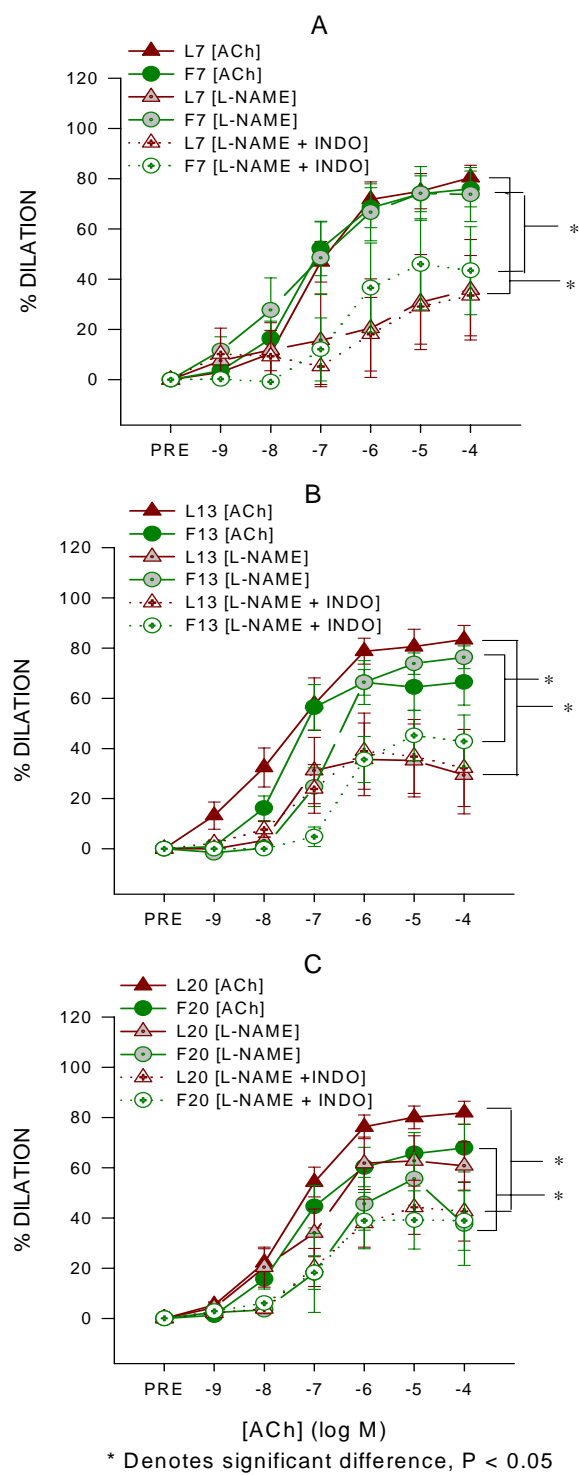 A
L7 [ACh]
F7 [ACh]
L7 [L-NAME]
F7 [L-NAME]
L7 [L-NAME + INDO]
F7 [L-NAME + INDO]
120
100
80
60
40
20
0
% DILATION
*
*
PRE -9 -8 -7 -6 -5 -4
B
L13 [ACh]
F13 [ACh]
L13 [L-NAME]
F13 [L-NAME]
L13 [L-NAME + INDO]
F13 [L-NAME + INDO]
120
100
80
60
40
20
0
% DILATION
*
*
PRE -9 -8 -7 -6 -5 -4
C
L20 [ACh]
F20 [ACh]
L20 [L-NAME]
F20 [L-NAME]
L20 [L-NAME +INDO]
F20 [L-NAME + INDO]
120
100
80
60
40
20
0
% DILATION
*
*
PRE -9 -8 -7 -6 -5 -4
[ACh] (log M)
* Denotes significant difference, P < 0.05